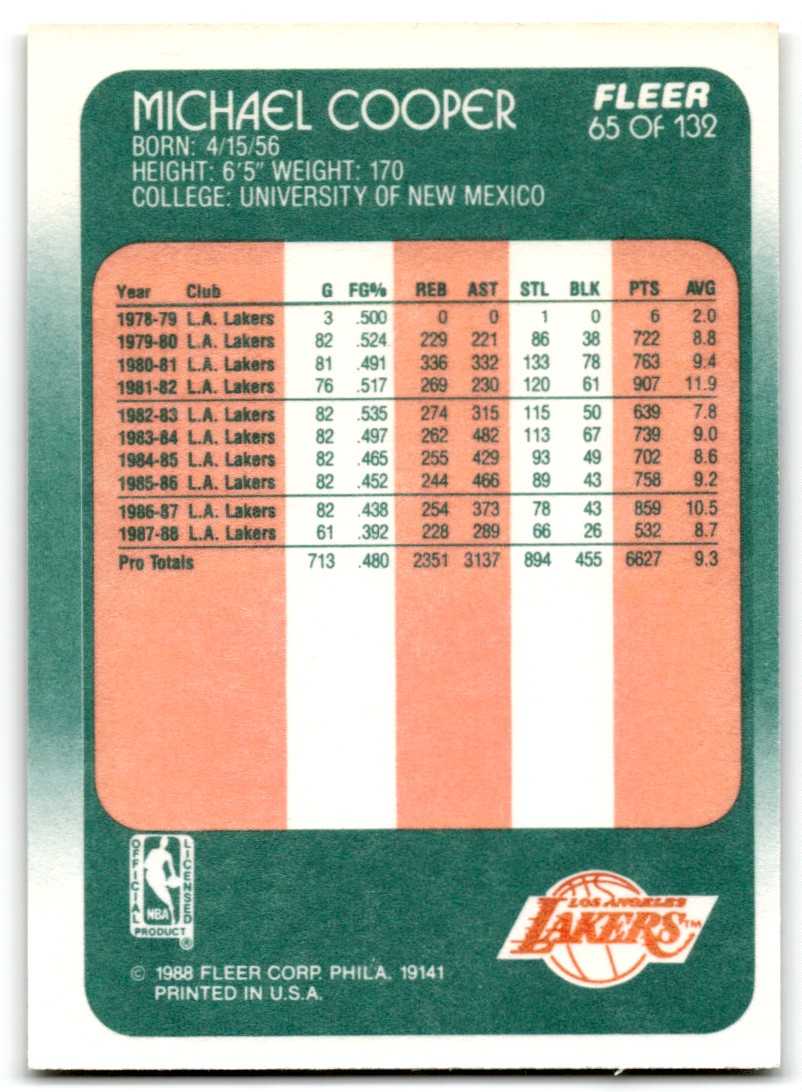 MICHAEL COOPER
FLEER
65 OF 132
BORN: 4/15/56
HEIGHT: 6'5" WEIGHT: 170
COLLEGE: UNIVERSITY OF NEW MEXICO
Year Club G FG% REB AST STL BLK PTS AVG
1978-79 L.A. Lakers 3 .500 0 0 1 0 6 2.0
1979-80 L.A. Lakers 82 .524 229 221 86 38 722 8.8
1980-81 L.A. Lakers 81 .491 336 332 133 78 763 9.4
1981-82 L.A. Lakers 76 .517 269 230 120 61 907 11.9
1982-83 L.A. Lakers 82 .535 274 315 115 50 639 7.8
1983-84 L.A. Lakers 82 .497 262 482 113 67 739 9.0
1984-85 L.A. Lakers 82 .465 255 429 93 49 702 8.6
1985-86 L.A. Lakers 82 .452 244 466 89 43 758 9.2
1986-87 L.A. Lakers 82 .438 254 373 78 43 859 10.5
1987-88 L.A. Lakers 61 .392 228 289 66 26 532 8.7
Pro Totals 713 .480 2351 3137 894 455 6627 9.3
OFFICIAL LICENSED
NBA
PRODUCT ®
LOS ANGELES
LAKERS™
© 1988 FLEER CORP. PHILA. 19141
PRINTED IN U.S.A.